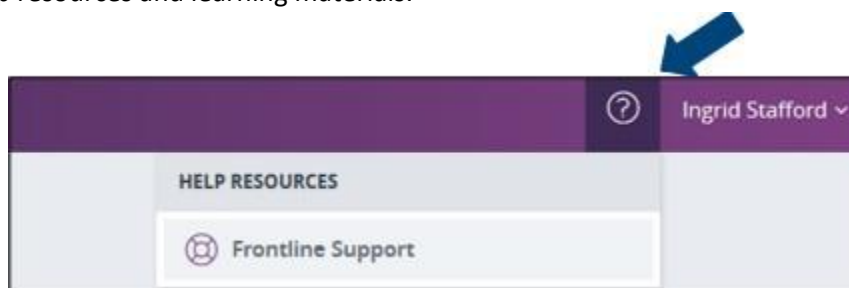 resources and learning materials.
Ingrid Stafford
HELP RESOURCES
Frontline Support